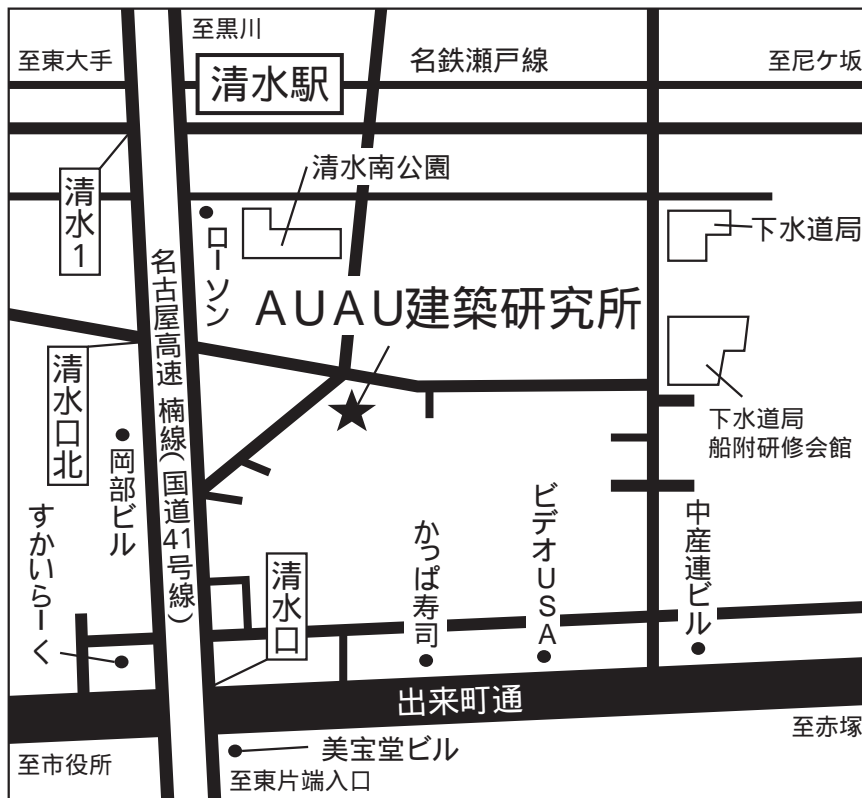 至黒川
至東大手
名鉄瀬戸線
至尼ケ坂
清水駅
清水南公園
清水1
ローソン
下水道局
名古屋高速 楠線(国道41号線)
AUAU建築研究所
清水口北
下水道局
船附研修会館
岡部ビル
すかいらーく
かっぱ寿司
ビデオUSA
中産連ビル
清水口
出来町通
至赤塚
美宝堂ビル
至市役所
至東片端入口